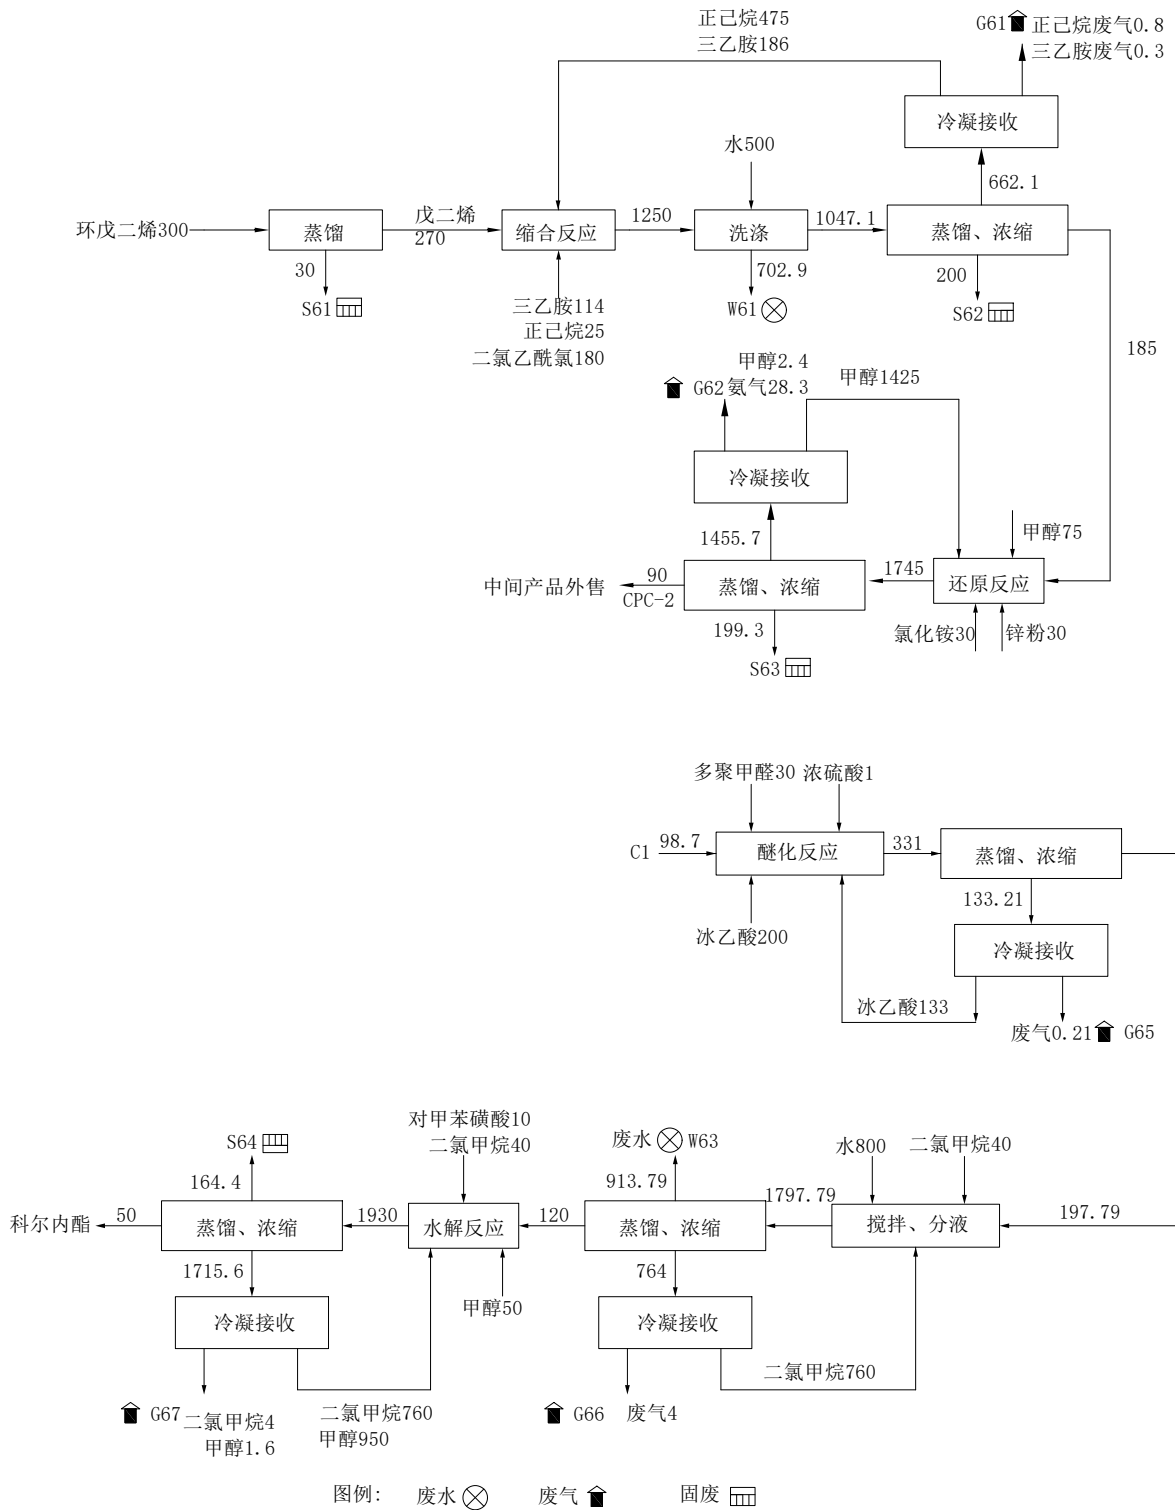 正己烷475
三乙胺186
G61 正己烷废气0.8
三乙胺废气0.3
冷凝接收
水500
662.1
环戊二烯300
蒸馏
戊二烯
270
缩合反应
1250
洗涤
1047.1
蒸馏、浓缩
30
S61
三乙胺114
正己烷25
二氯乙酰氯180
702.9
W61
200
S62
185
甲醇2.4
G62 氨气28.3
甲醇1425
冷凝接收
1455.7
甲醇75
中间产品外售
90
CPC-2
蒸馏、浓缩
1745
还原反应
199.3
氯化铵30
锌粉30
S63
多聚甲醛30
浓硫酸1
C1
98.7
醚化反应
331
蒸馏、浓缩
冰乙酸200
133.21
冷凝接收
冰乙酸133
废气0.21 G65
S64
对甲苯磺酸10
二氯甲烷40
废水 W63
水800
二氯甲烷40
164.4
913.79
科尔内酯
50
蒸馏、浓缩
1930
水解反应
120
蒸馏、浓缩
1797.79
搅拌、分液
197.79
1715.6
甲醇50
764
冷凝接收
冷凝接收
G67
二氯甲烷4
甲醇1.6
二氯甲烷760
甲醇950
G66
废气4
二氯甲烷760
图例: 废水 废气 固废